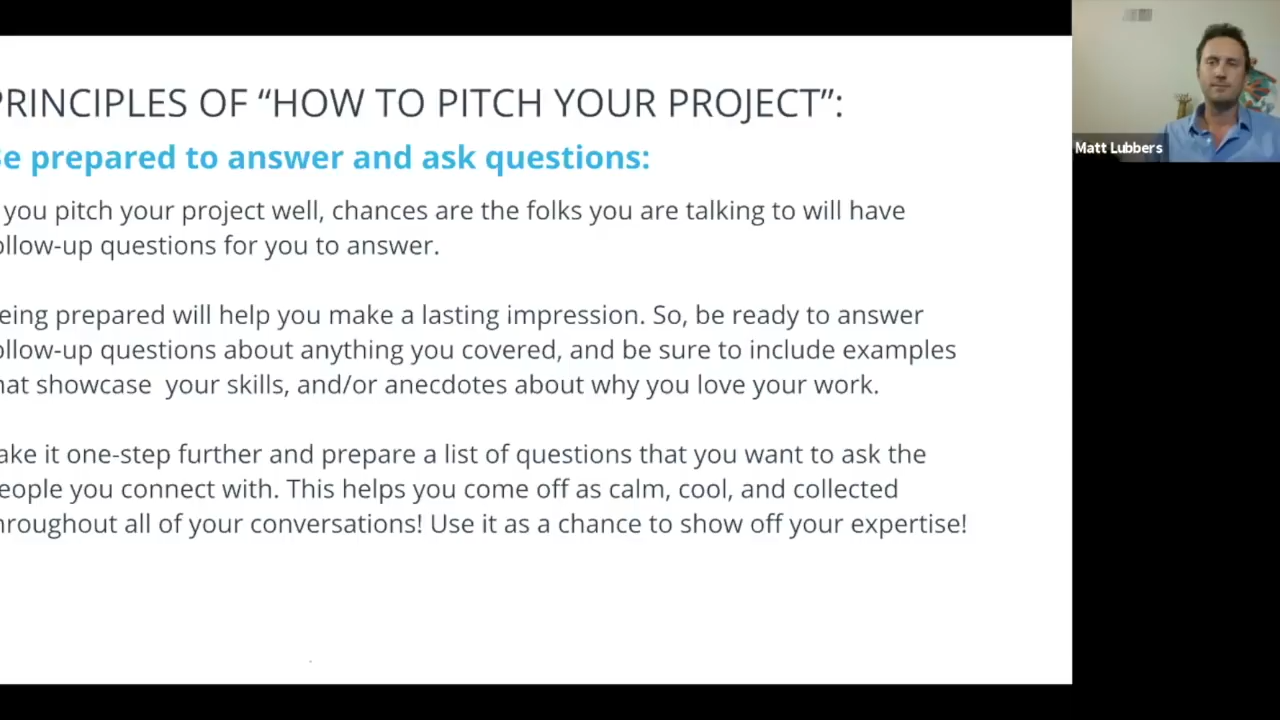 PRINCIPLES OF “HOW TO PITCH YOUR PROJECT”:
Be prepared to answer and ask questions:
you pitch your project well, chances are the folks you are talking to will have
ollow-up questions for you to answer.
eing prepared will help you make a lasting impression. So, be ready to answer
ollow-up questions about anything you covered, and be sure to include examples
hat showcase your skills, and/or anecdotes about why you love your work.
ake it one-step further and prepare a list of questions that you want to ask the
eople you connect with. This helps you come off as calm, cool, and collected
hroughout all of your conversations! Use it as a chance to show off your expertise!
Matt Lubbers